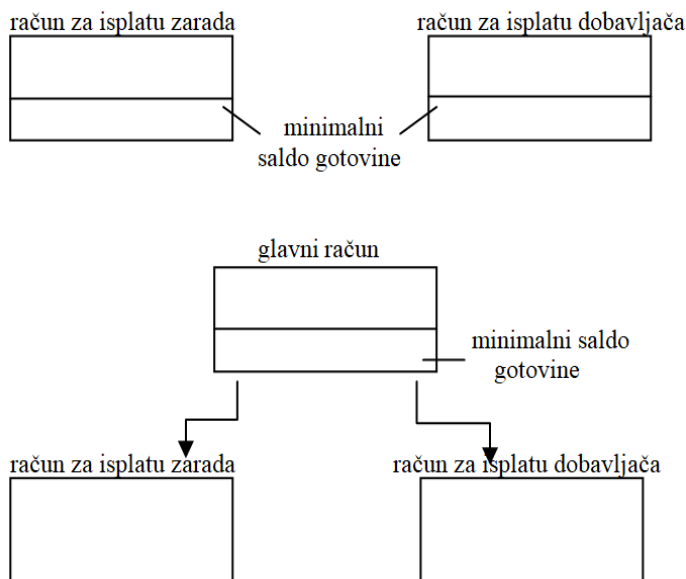 račun za isplatu zarada
račun za isplatu dobavljača
minimalni
saldo gotovine
glavni račun
minimalni saldo
gotovine
račun za isplatu zarada
račun za isplatu dobavljača